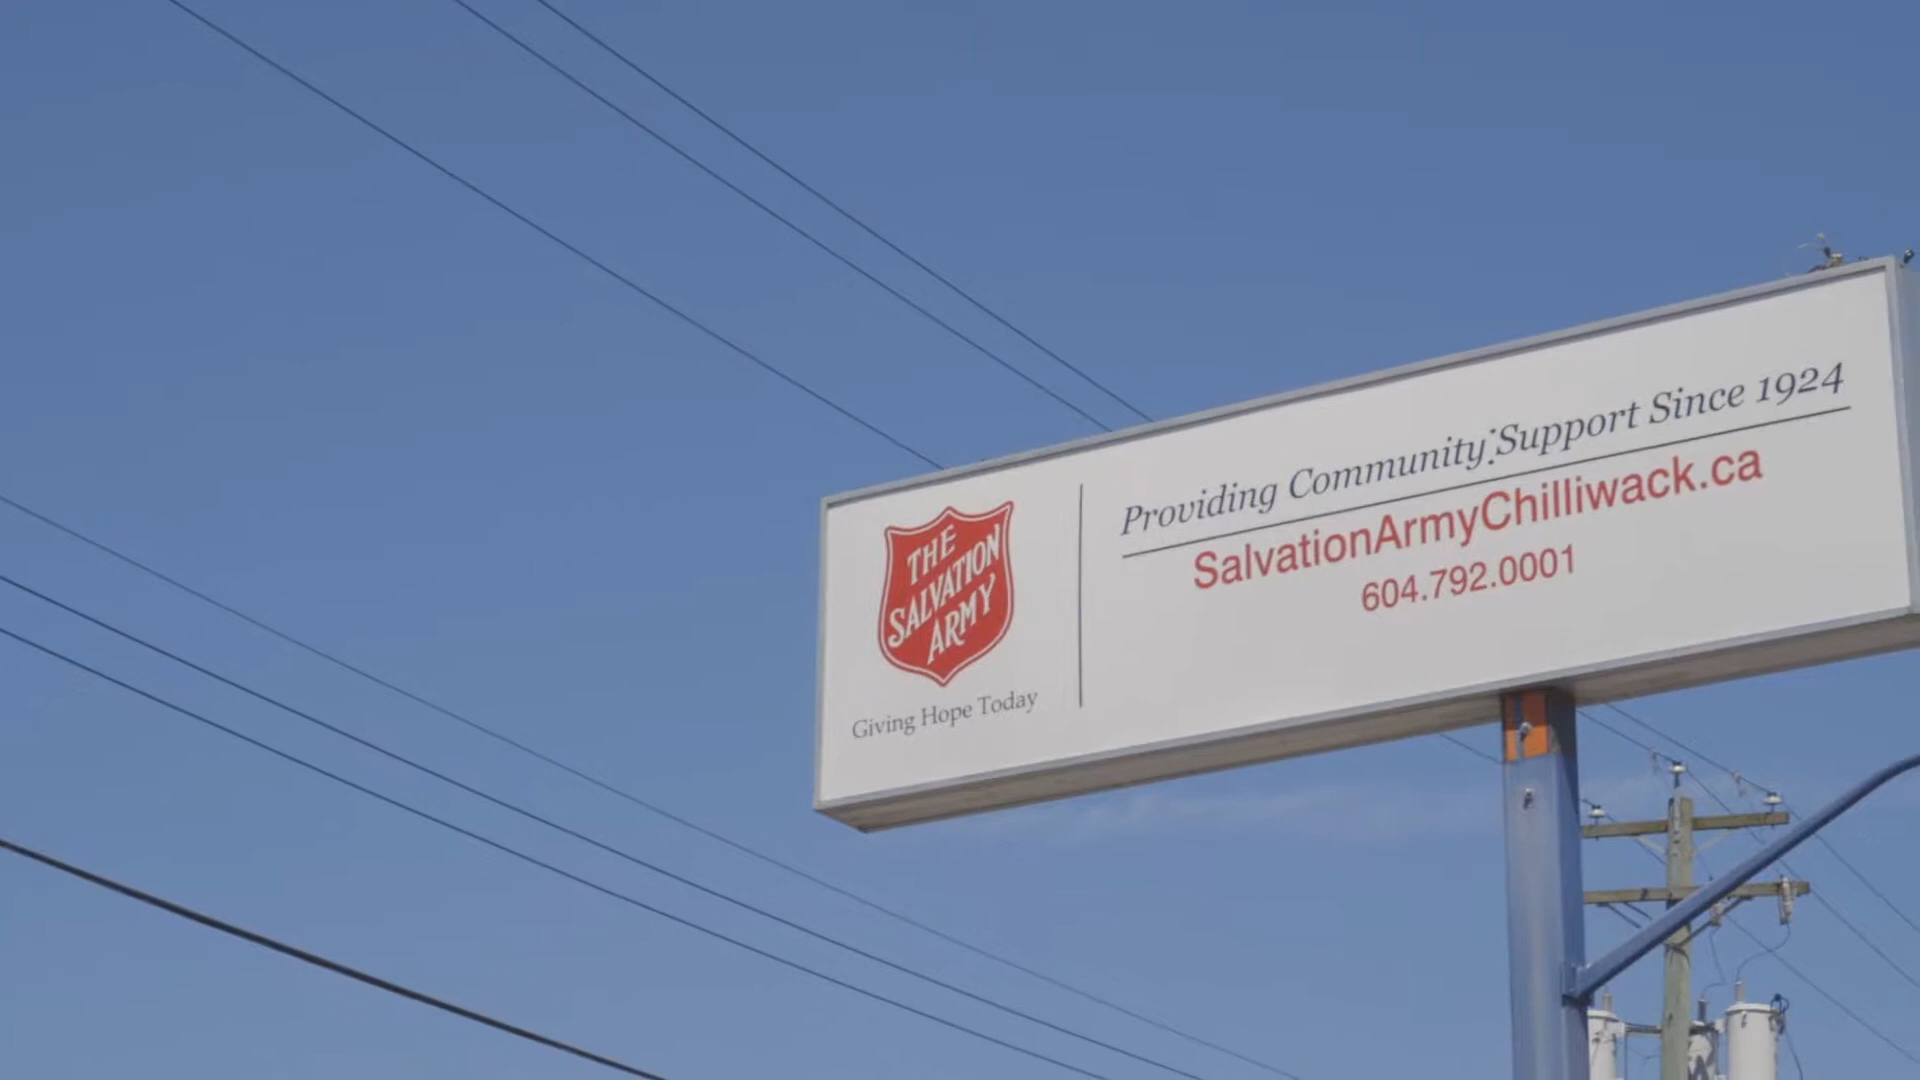 THE
SALVATION
ARMY
Giving Hope Today
Providing Community Support Since 1924
SalvationArmyChilliwack.ca
604.792.0001